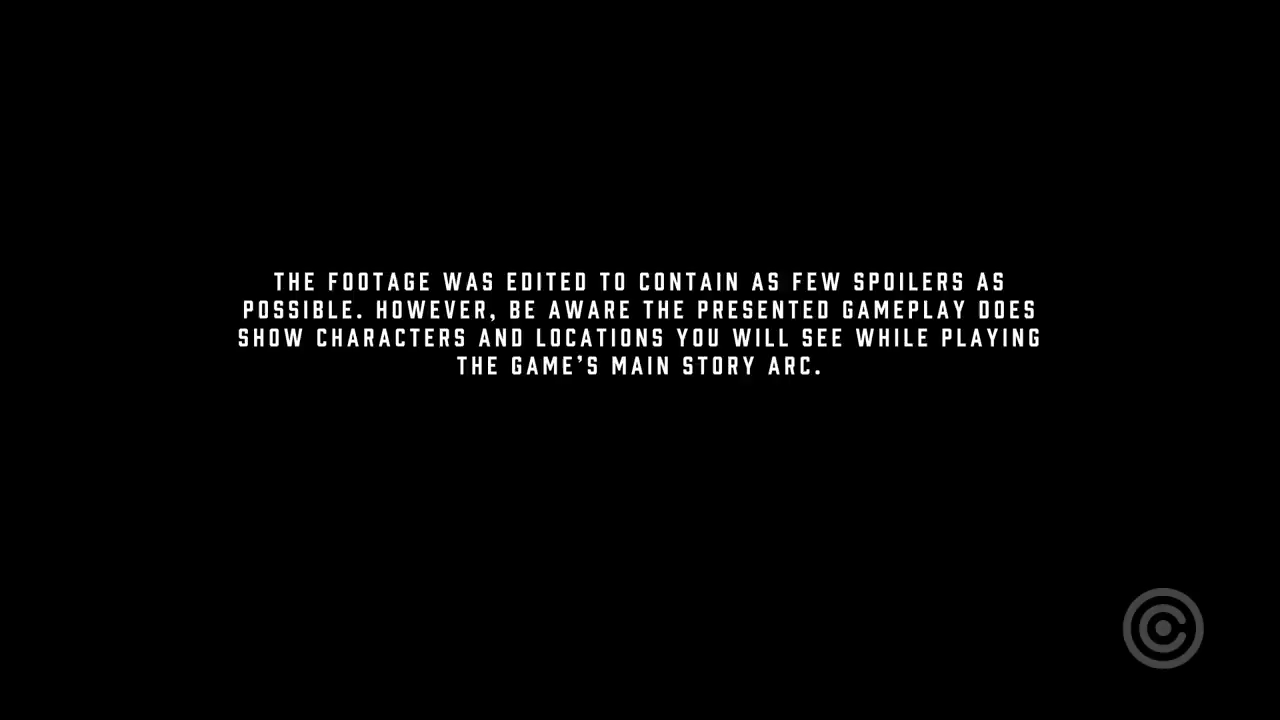 THE FOOTAGE WAS EDITED TO CONTAIN AS FEW SPOILERS AS
POSSIBLE. HOWEVER, BE AWARE THE PRESENTED GAMEPLAY DOES
SHOW CHARACTERS AND LOCATIONS YOU WILL SEE WHILE PLAYING
THE GAME’S MAIN STORY ARC.